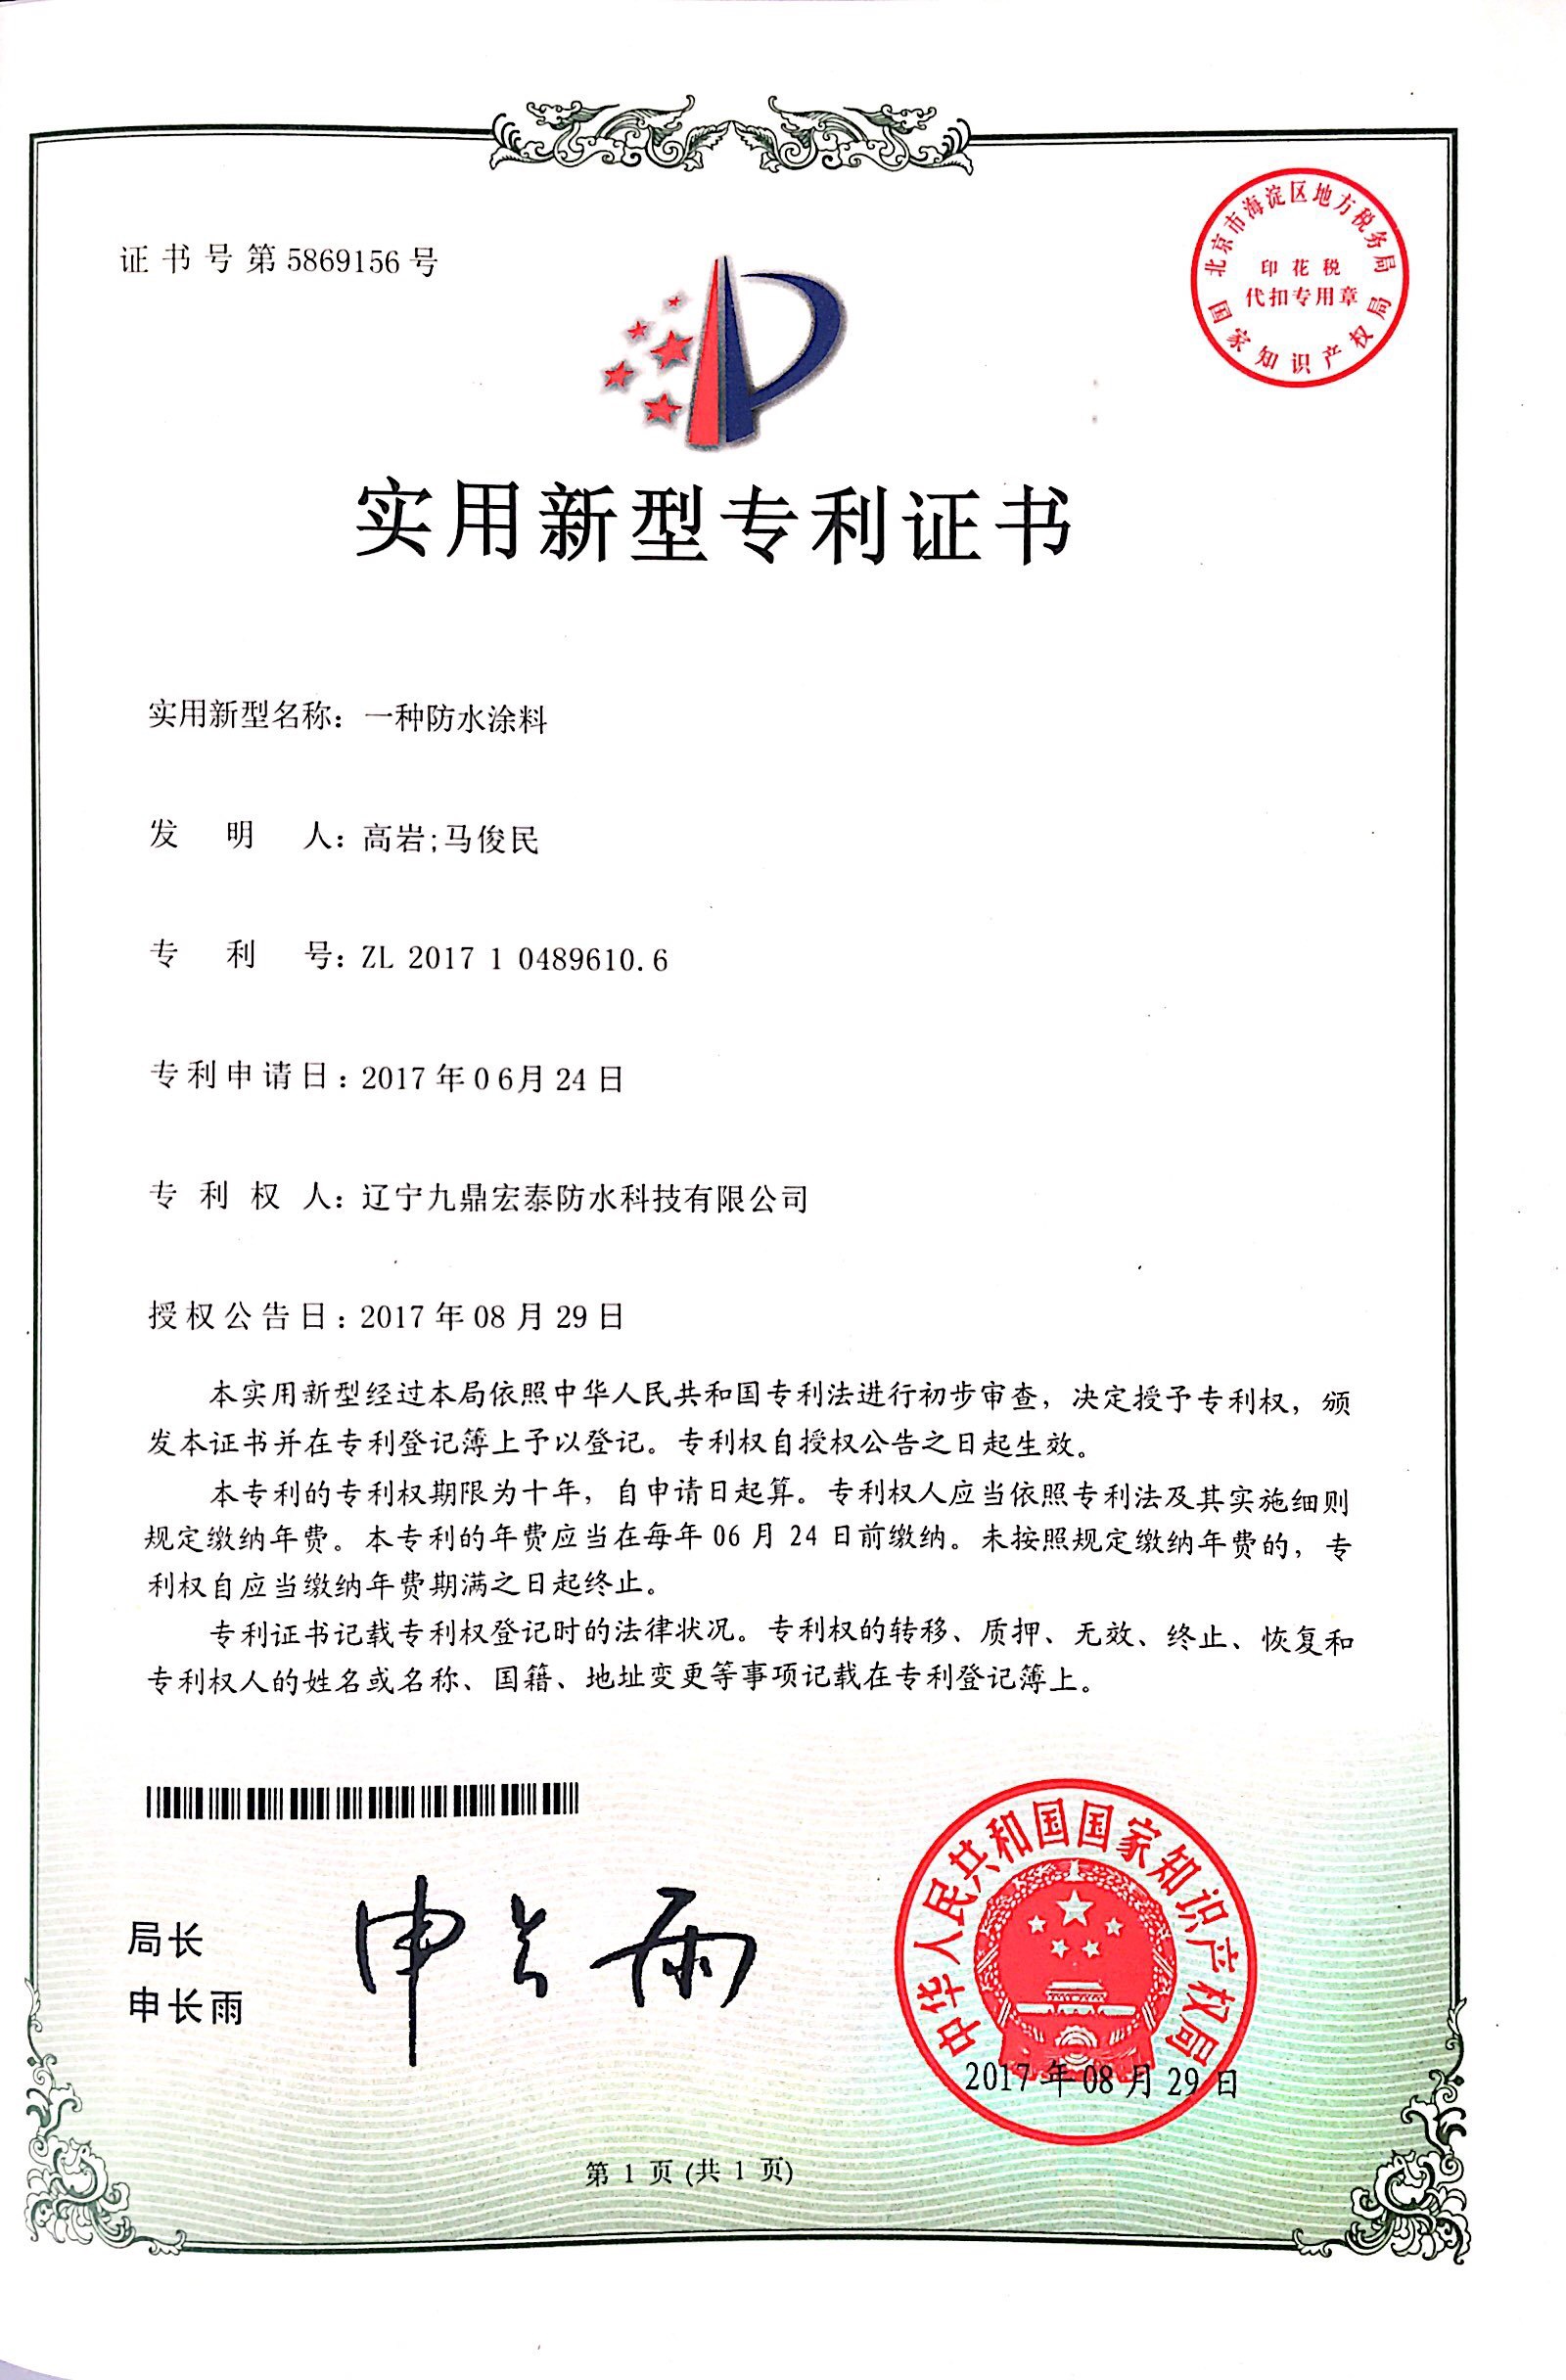 证书号第5869156号
北京市海淀区地方税务局
印花税
代扣专用章
国家知识产权局
实用新型专利证书
实用新型名称：一种防水涂料
发明人：高岩;马俊民
专利号：ZL 2017 1 0489610.6
专利申请日：2017年06月24日
专利权人：辽宁九鼎宏泰防水科技有限公司
授权公告日：2017年08月29日
本实用新型经过本局依照中华人民共和国专利法进行初步审查，决定授予专利权，颁
发本证书并在专利登记簿上予以登记。专利权自授权公告之日起生效。
本专利的专利权期限为十年，自申请日起算。专利权人应当依照专利法及其实施细则
规定缴纳年费。本专利的年费应当在每年06月24日前缴纳。未按照规定缴纳年费的，专
利权自应当缴纳年费期满之日起终止。
专利证书记载专利权登记时的法律状况。专利权的转移、质押、无效、终止、恢复和
专利权人的姓名或名称、国籍、地址变更等事项记载在专利登记簿上。
局长
申长雨
申长雨
中华人民共和国国家知识产权局
2017年08月29日
第1页(共1页)